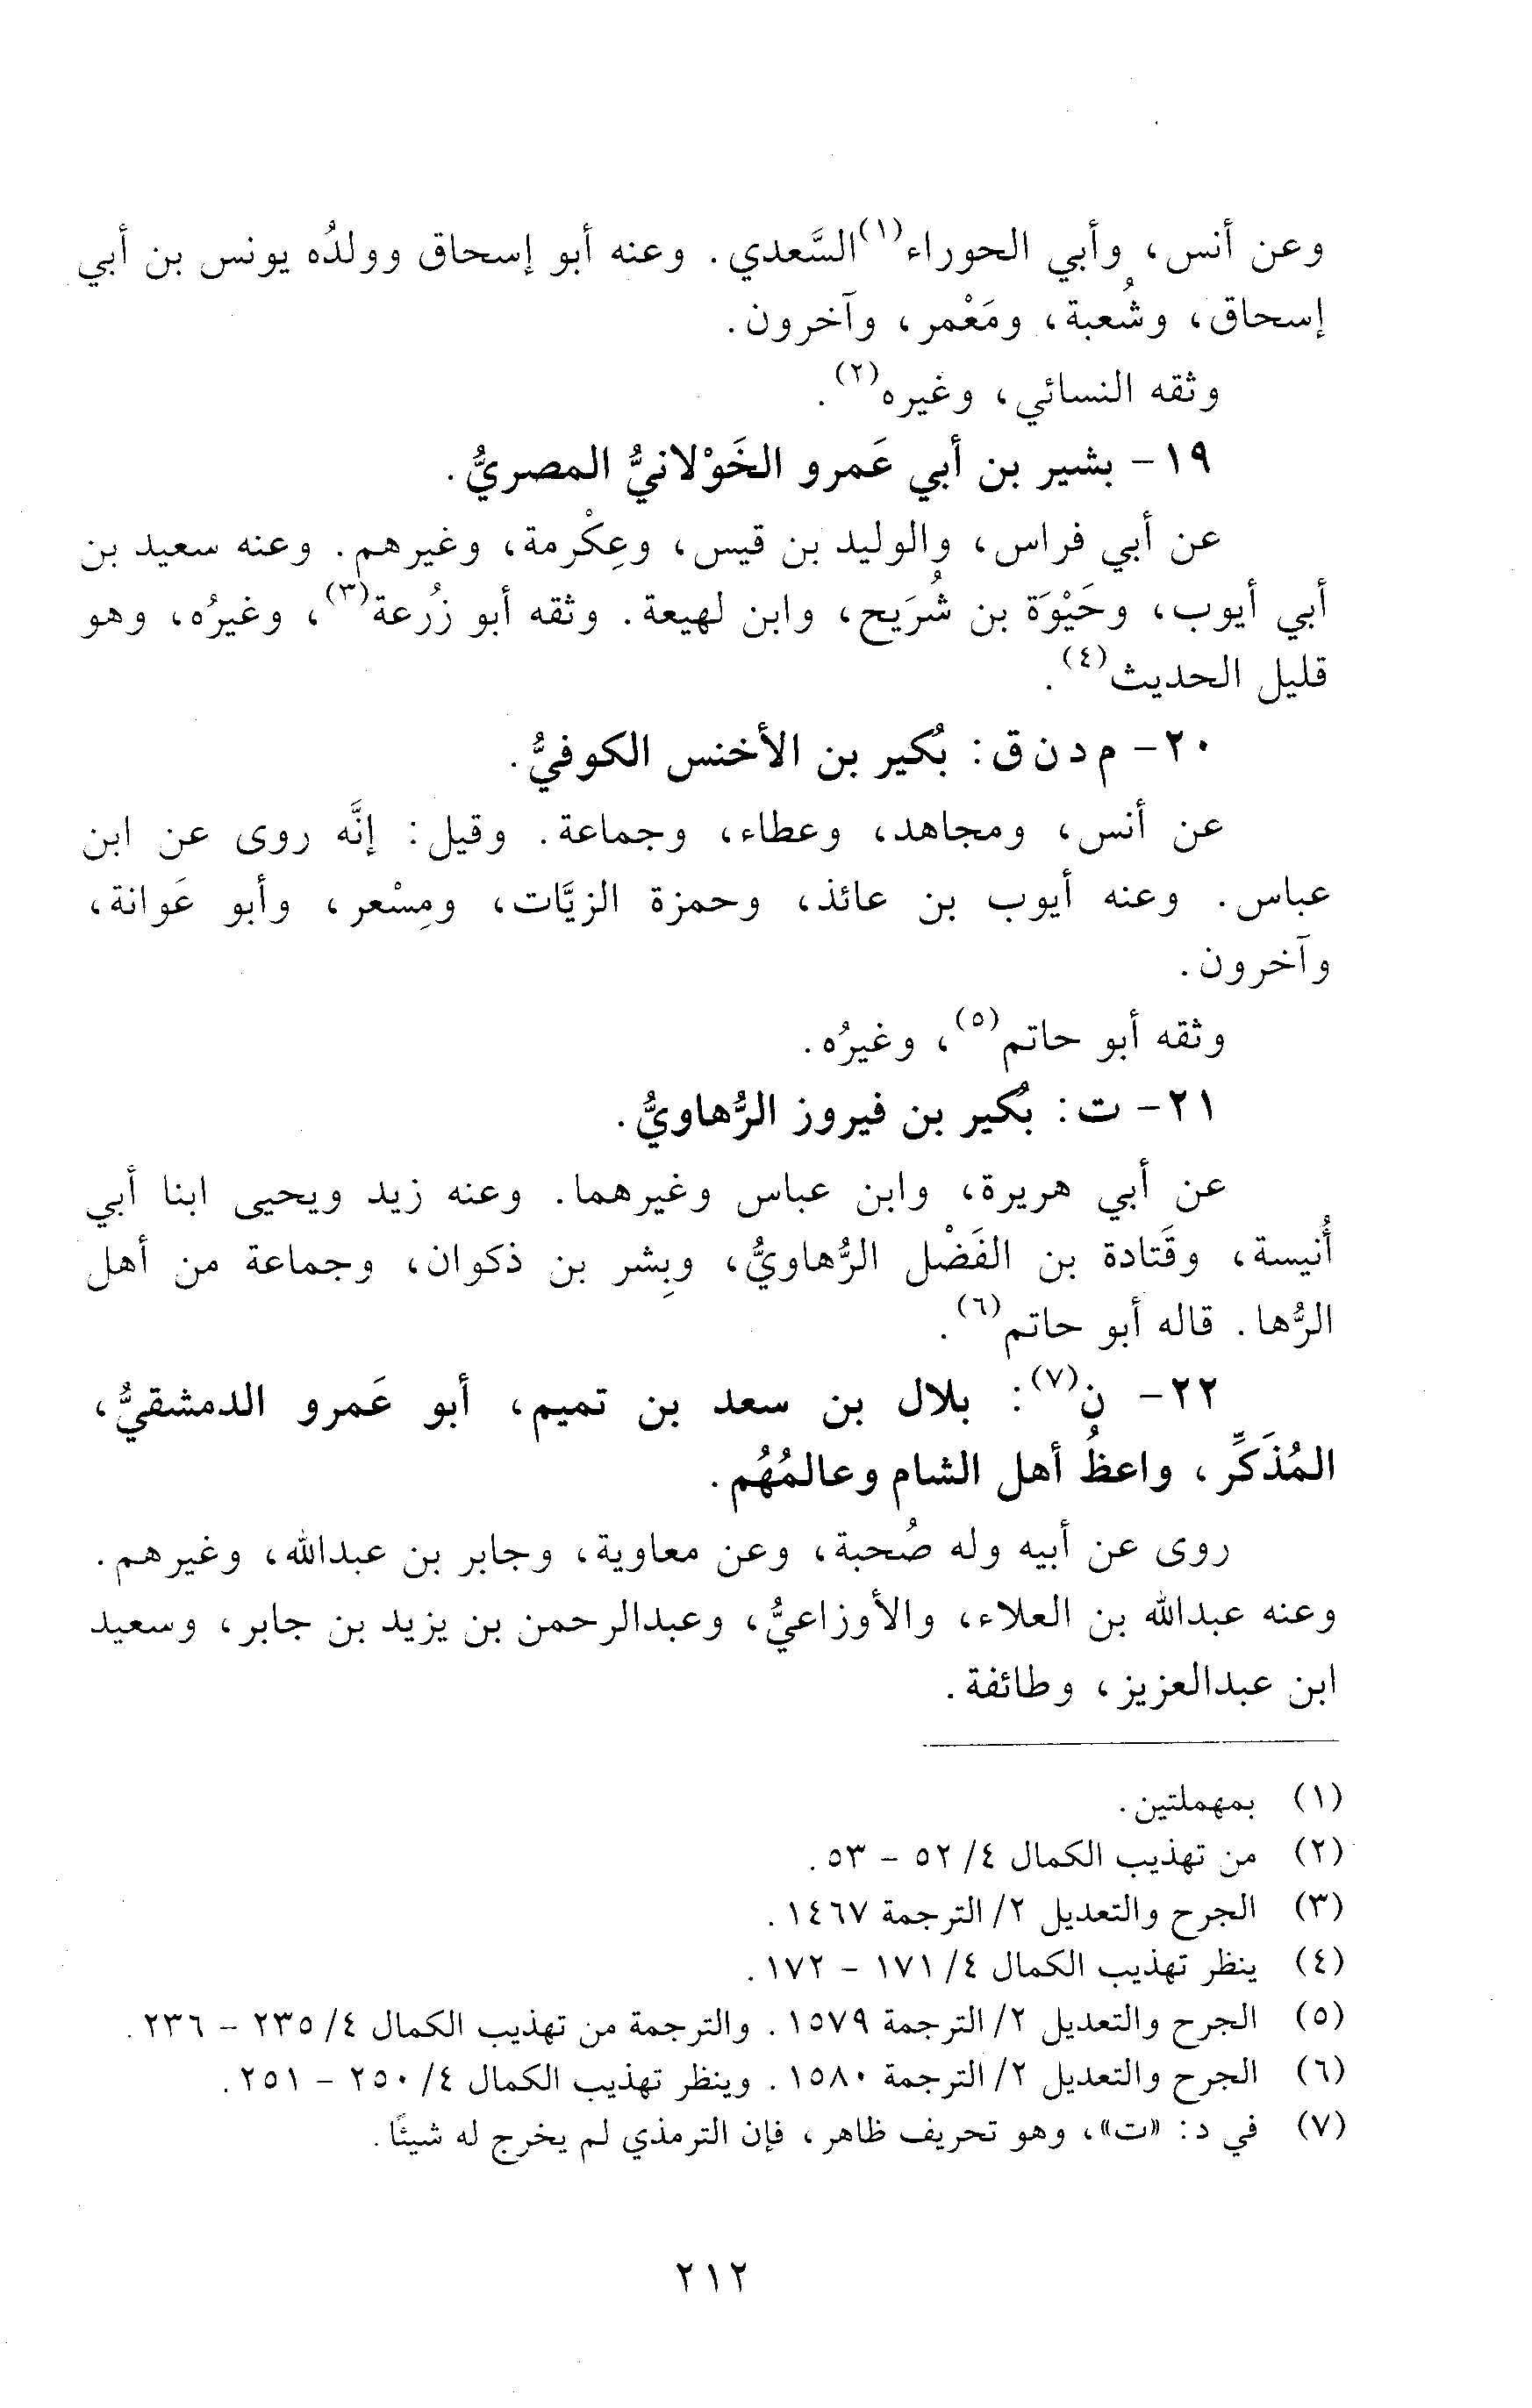 وعن أنس، وأبي الحوراء(١) السَّعدي. وعنه أبو إسحاق وولدُه يونس بن أبي
إسحاق، وشُعبة، ومَعْمر، وآخرون.
وثقه النسائي، وغيره(٢).
١٩- بشير بن أبي عَمرو الخَوْلانيُّ المصريُّ.
عن أبي فراس، والوليد بن قيس، وعِكْرمة، وغيرهم. وعنه سعيد بن
أبي أيوب، وحَيْوَة بن شُرَيح، وابن لهيعة. وثقه أبو زُرعة(٣)، وغيرُه، وهو
قليل الحديث(٤).
٢٠- م د ن ق: بُكير بن الأخنس الكوفيُّ.
عن أنس، ومجاهد، وعطاء، وجماعة. وقيل: إنَّه روى عن ابن
عباس. وعنه أيوب بن عائذ، وحمزة الزيَّات، ومِسْعر، وأبو عَوانة،
وآخرون.
وثقه أبو حاتم(٥)، وغيرُه.
٢١- ت: بُكير بن فيروز الرُّهاويُّ.
عن أبي هريرة، وابن عباس وغيرهما. وعنه زيد ويحيى ابنا أبي
أُنيسة، وقَتادة بن الفَضْل الرُّهاويُّ، وبِشر بن ذكوان، وجماعة من أهل
الرُّها. قاله أبو حاتم(٦).
٢٢- ن(٧): بلال بن سعد بن تميم، أبو عَمرو الدمشقيُّ،
المُذَكِّر، واعظُ أهل الشام وعالمُهُم.
روى عن أبيه وله صُحبة، وعن معاوية، وجابر بن عبدالله، وغيرهم.
وعنه عبدالله بن العلاء، والأوزاعيُّ، وعبدالرحمن بن يزيد بن جابر، وسعيد
ابن عبدالعزيز، وطائفة.
(١) بمهملتين.
(٢) من تهذيب الكمال ٤/ ٥٢ - ٥٣.
(٣) الجرح والتعديل ٢/ الترجمة ١٤٦٧.
(٤) ينظر تهذيب الكمال ٤/ ١٧١ - ١٧٢.
(٥) الجرح والتعديل ٢/ الترجمة ١٥٧٩. والترجمة من تهذيب الكمال ٤/ ٢٣٥ - ٢٣٦.
(٦) الجرح والتعديل ٢/ الترجمة ١٥٨٠. وينظر تهذيب الكمال ٤/ ٢٥٠ - ٢٥١.
(٧) في د: «ت»، وهو تحريف ظاهر، فإن الترمذي لم يخرج له شيئًا.
٢١٢